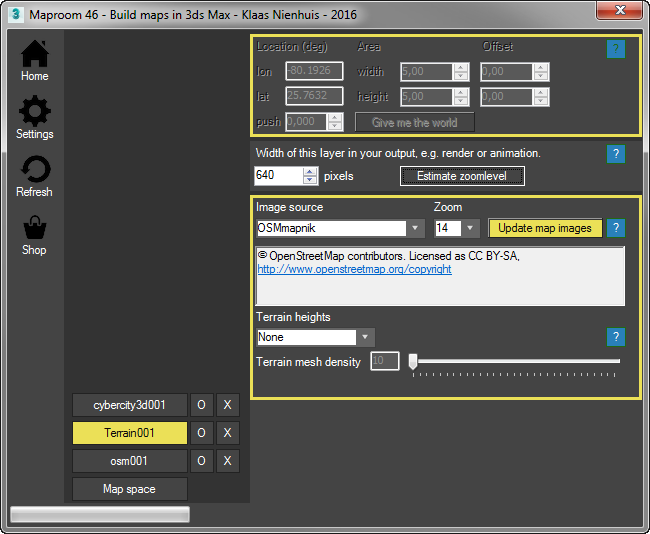 3 Maproom 46 - Build maps in 3ds Max - Klaas Nienhuis - 2016 X
Home
Settings
Refresh
Shop
Location (deg) Area Offset ?
lon -80.1926 width 5,00 0,00
lat 25.7632 height 5,00 0,00
push 0,000 Give me the world
Width of this layer in your output, e.g. render or animation. ?
640 pixels Estimate zoomlevel
Image source Zoom
OSMmapnik 14 Update map images ?
© OpenStreetMap contributors. Licensed as CC BY-SA,
http://www.openstreetmap.org/copyright
Terrain heights
None ?
Terrain mesh density 10
cybercity3d001 O X
Terrain001 O X
osm001 O X
Map space